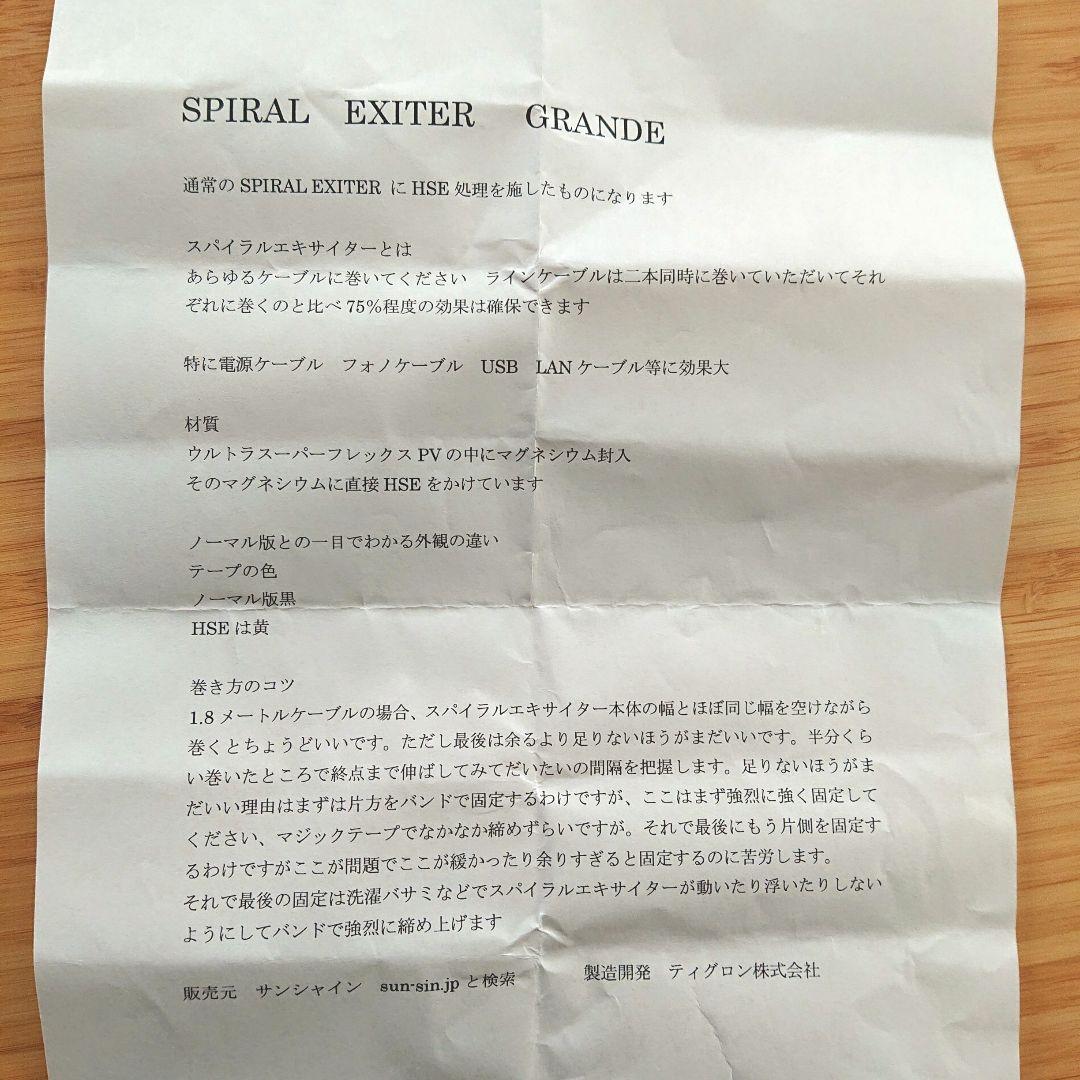 SPIRAL EXITER GRANDE
通常の SPIRAL EXITER に HSE 処理を施したものになります
スパイラルエキサイターとは
あらゆるケーブルに巻いてください ラインケーブルは二本同時に巻いていただいてそれ
ぞれに巻くのと比べ 75%程度の効果は確保できます
特に電源ケーブル フォノケーブル USB LAN ケーブル等に効果大
材質
ウルトラスーパーフレックス PV の中にマグネシウム封入
そのマグネシウムに直接 HSE をかけています
ノーマル版との一目でわかる外観の違い
テープの色
ノーマル版黒
HSE は黄
巻き方のコツ
1.8 メートルケーブルの場合、スパイラルエキサイター本体の幅とほぼ同じ幅を空けながら
巻くとちょうどいいです。ただし最後は余るより足りないほうがまだいいです。半分くら
い巻いたところで終点まで伸ばしてみてだいたいの間隔を把握します。足りないほうがま
だいい理由はまずは片方をバンドで固定するわけですが、ここはまず強烈に強く固定して
ください、マジックテープでなかなか締めずらいですが。それで最後にもう片側を固定す
るわけですがここが問題でここが緩かったり余りすぎると固定するのに苦労します。
それで最後の固定は洗濯バサミなどでスパイラルエキサイターが動いたり浮いたりしない
ようにしてバンドで強烈に締め上げます
販売元 サンシャイン sun-sin.jp と検索 製造開発 ティグロン株式会社